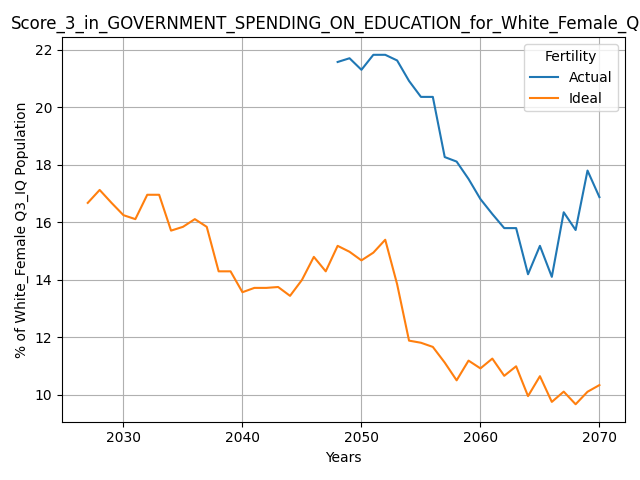 Score_3_in_GOVERNMENT_SPENDING_ON_EDUCATION_for_White_Female_Q
Fertility
Actual
Ideal
% of White_Female Q3_IQ Population
22
20
18
16
14
12
10
2030 2040 2050 2060 2070
Years